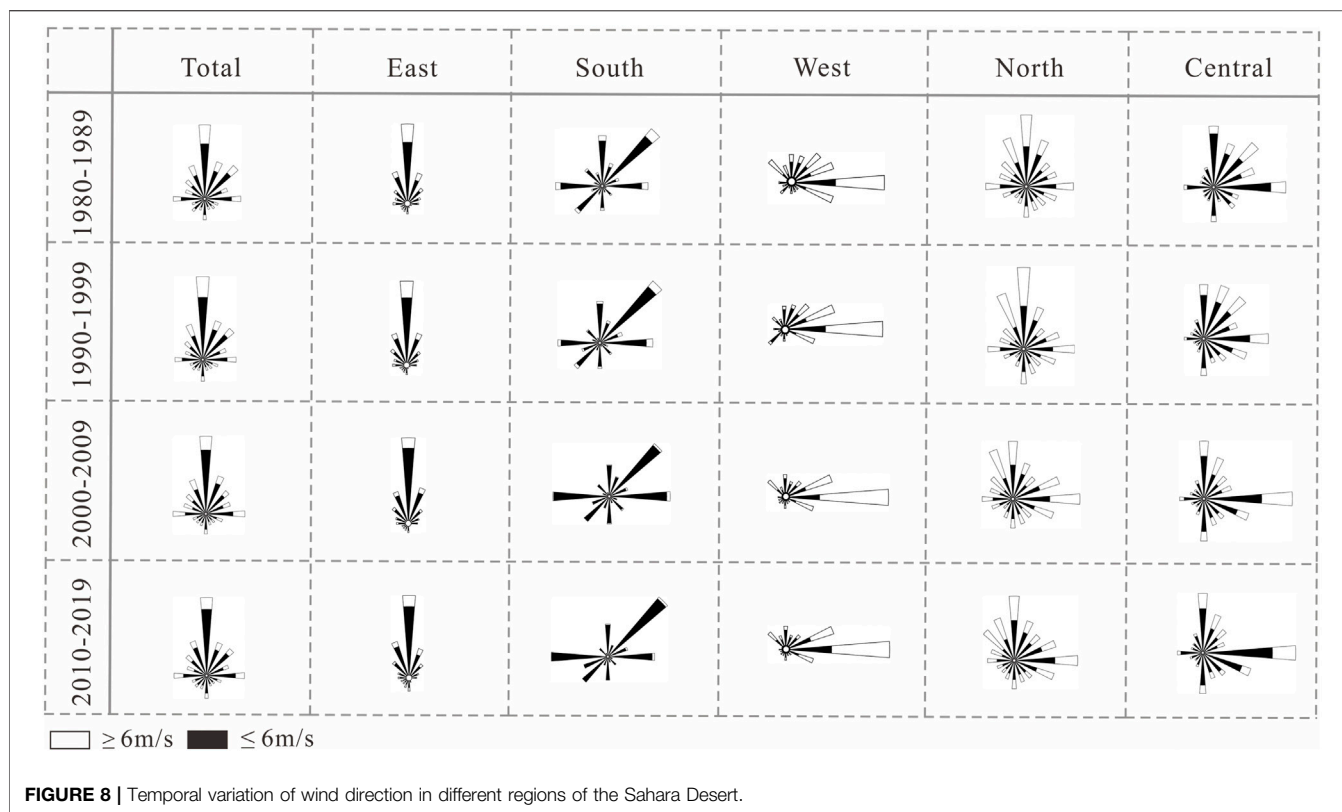 Total East South West North Central
1980-1989
1990-1999
2000-2009
2010-2019
≥ 6m/s ≤ 6m/s
FIGURE 8 | Temporal variation of wind direction in different regions of the Sahara Desert.